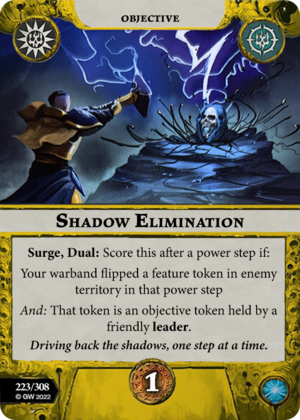 OBJECTIVE
SHADOW ELIMINATION
Surge, Dual: Score this after a power step if:
Your warband flipped a feature token in enemy
territory in that power step
And: That token is an objective token held by a
friendly leader.
Driving back the shadows, one step at a time.
223/308
© GW 2022
1